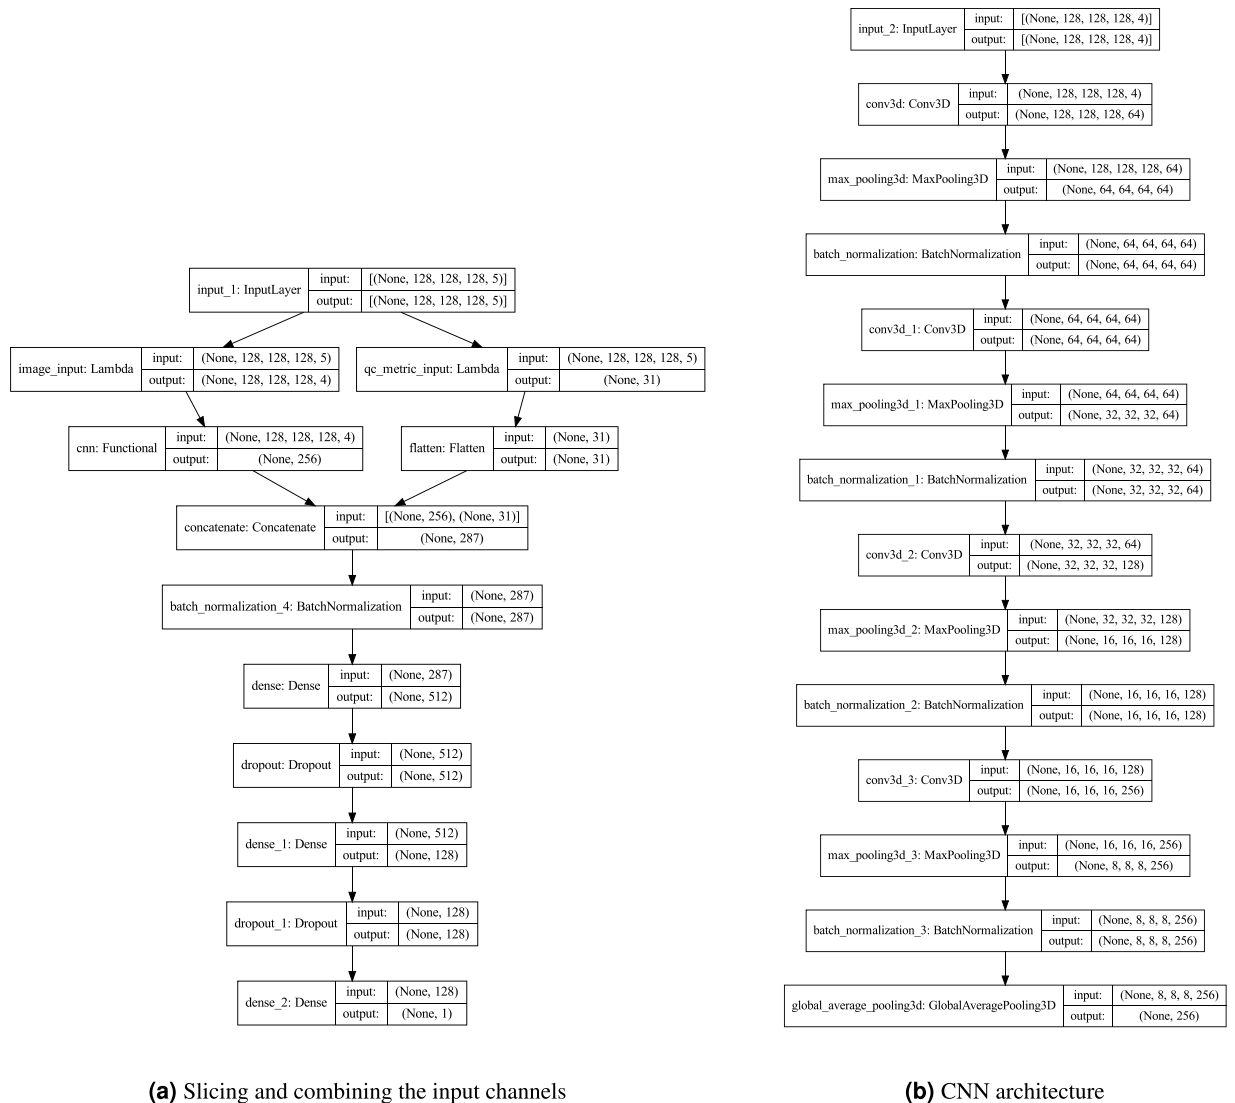 input_1: InputLayer
input: [(None, 128, 128, 128, 5)]
output: [(None, 128, 128, 128, 5)]
image_input: Lambda
input: (None, 128, 128, 128, 5)
output: (None, 128, 128, 128, 4)
qc_metric_input: Lambda
input: (None, 128, 128, 128, 5)
output: (None, 31)
cnn: Functional
input: (None, 128, 128, 128, 4)
output: (None, 256)
flatten: Flatten
input: (None, 31)
output: (None, 31)
concatenate: Concatenate
input: [(None, 256), (None, 31)]
output: (None, 287)
batch_normalization_4: BatchNormalization
input: (None, 287)
output: (None, 287)
dense: Dense
input: (None, 287)
output: (None, 512)
dropout: Dropout
input: (None, 512)
output: (None, 512)
dense_1: Dense
input: (None, 512)
output: (None, 128)
dropout_1: Dropout
input: (None, 128)
output: (None, 128)
dense_2: Dense
input: (None, 128)
output: (None, 1)
(a) Slicing and combining the input channels
input_2: InputLayer
input: [(None, 128, 128, 128, 4)]
output: [(None, 128, 128, 128, 4)]
conv3d: Conv3D
input: (None, 128, 128, 128, 4)
output: (None, 128, 128, 128, 64)
max_pooling3d: MaxPooling3D
input: (None, 128, 128, 128, 64)
output: (None, 64, 64, 64, 64)
batch_normalization: BatchNormalization
input: (None, 64, 64, 64, 64)
output: (None, 64, 64, 64, 64)
conv3d_1: Conv3D
input: (None, 64, 64, 64, 64)
output: (None, 64, 64, 64, 64)
max_pooling3d_1: MaxPooling3D
input: (None, 64, 64, 64, 64)
output: (None, 32, 32, 32, 64)
batch_normalization_1: BatchNormalization
input: (None, 32, 32, 32, 64)
output: (None, 32, 32, 32, 64)
conv3d_2: Conv3D
input: (None, 32, 32, 32, 64)
output: (None, 32, 32, 32, 128)
max_pooling3d_2: MaxPooling3D
input: (None, 32, 32, 32, 128)
output: (None, 16, 16, 16, 128)
batch_normalization_2: BatchNormalization
input: (None, 16, 16, 16, 128)
output: (None, 16, 16, 16, 128)
conv3d_3: Conv3D
input: (None, 16, 16, 16, 128)
output: (None, 16, 16, 16, 256)
max_pooling3d_3: MaxPooling3D
input: (None, 16, 16, 16, 256)
output: (None, 8, 8, 8, 256)
batch_normalization_3: BatchNormalization
input: (None, 8, 8, 8, 256)
output: (None, 8, 8, 8, 256)
global_average_pooling3d: GlobalAveragePooling3D
input: (None, 8, 8, 8, 256)
output: (None, 256)
(b) CNN architecture